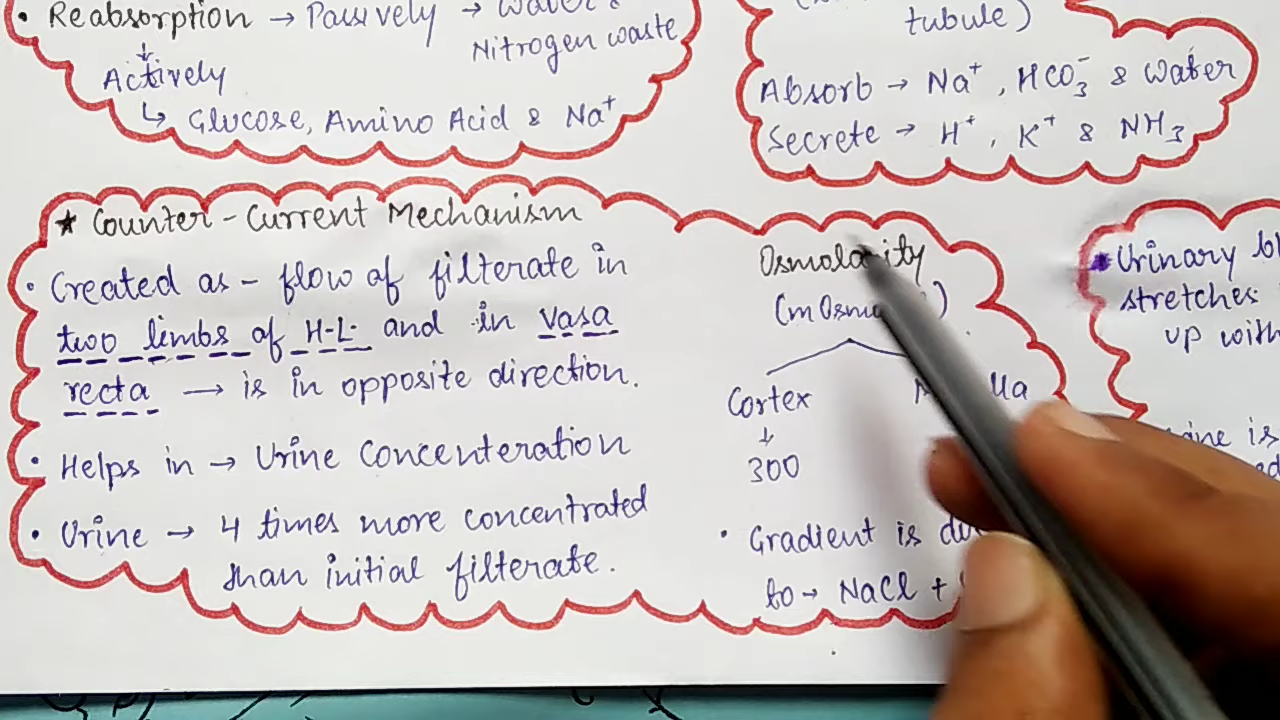 • Reabsorption → Passively → Water &
Nitrogen waste
↓
Actively
↳ Glucose, Amino Acid & Na⁺
tubule)
Absorb → Na⁺, HCO₃⁻ & Water
Secrete → H⁺, K⁺ & NH₃
★ Counter-Current Mechanism
• Created as - flow of filterate in
two limbs of H-L- and in vasa
recta → is in opposite direction.
• Helps in → Urine Concenteration
• Urine → 4 times more concentrated
than initial filterate.
Osmolarity
Cortex
↓
300
• Gradient is
to → NaCl +
• Urinary
stretches
up with